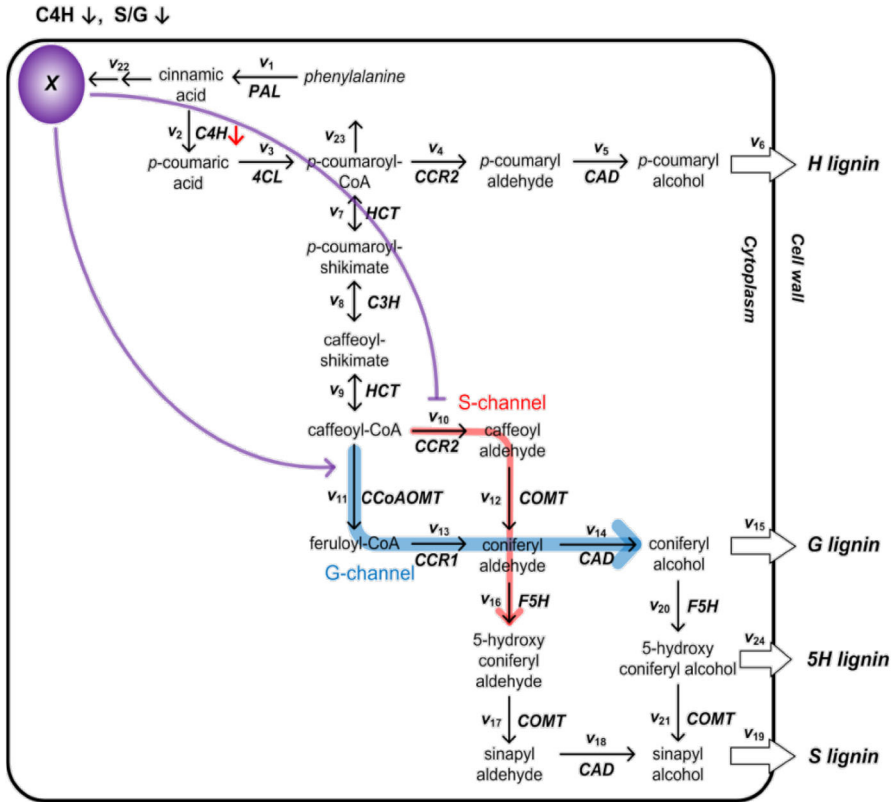 C4H ↓, S/G ↓
X
v22
cinnamic
acid
v1
PAL
phenylalanine
v2
C4H
p-coumaric
acid
v3
4CL
v23
p-coumaroyl-
CoA
v4
CCR2
p-coumaryl
aldehyde
v5
CAD
p-coumaryl
alcohol
v6
H lignin
v7
HCT
p-coumaroyl-
shikimate
v8
C3H
caffeoyl-
shikimate
v9
HCT
Cytoplasm
Cell wall
S-channel
caffeoyl-CoA
v10
CCR2
caffeoyl
aldehyde
v11
CCoAOMT
v12
COMT
feruloyl-CoA
v13
CCR1
coniferyl
aldehyde
v14
CAD
coniferyl
alcohol
v15
G lignin
G-channel
v16
F5H
v20
F5H
5-hydroxy
coniferyl
aldehyde
5-hydroxy
coniferyl alcohol
v24
5H lignin
v17
COMT
v21
COMT
sinapyl
aldehyde
v18
CAD
sinapyl
alcohol
v19
S lignin